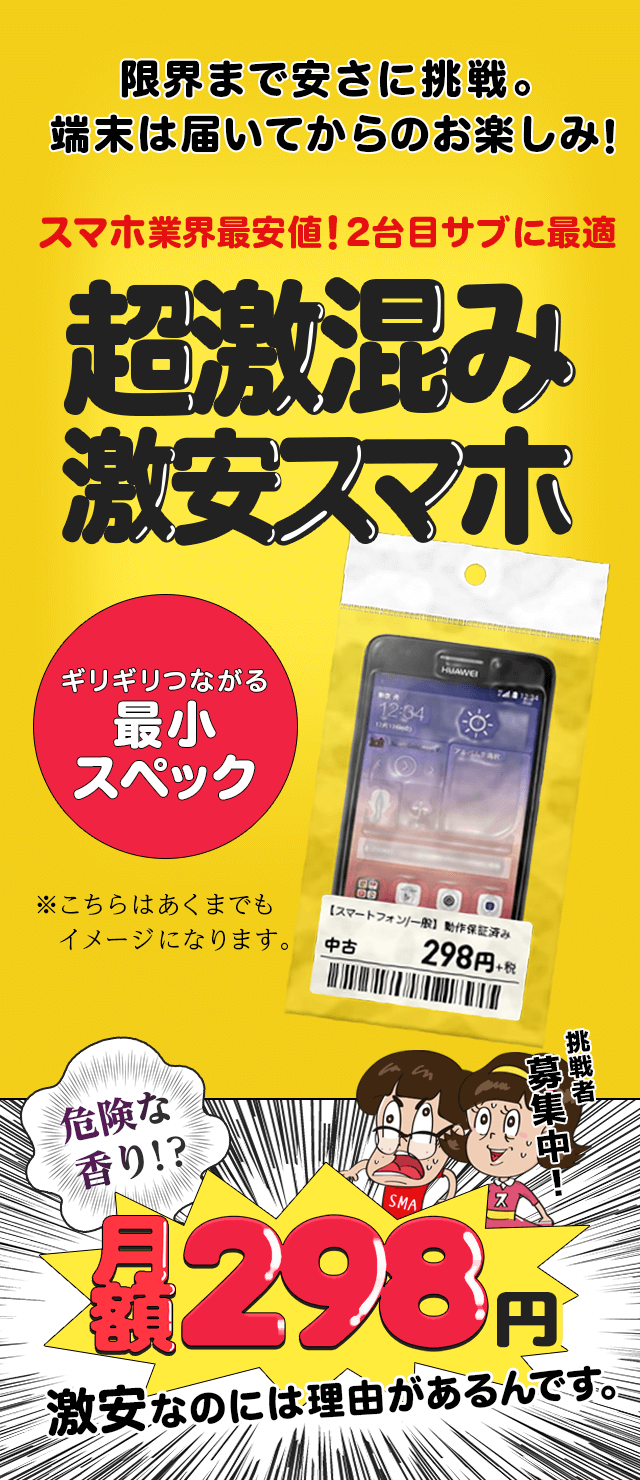 限界まで安さに挑戦。
端末は届いてからのお楽しみ!
スマホ業界最安値!2台目サブに最適
超激混み
激安スマホ
ギリギリつながる
最小
スペック
※こちらはあくまでも
イメージになります。
HUAWEI
12:34
12:34
【スマートフォン/一般】動作保証済み
中古 298円+税
危険な
香り!?
挑戦者
募集中!
SMA
ス
月額298円
激安なのには理由があるんです。